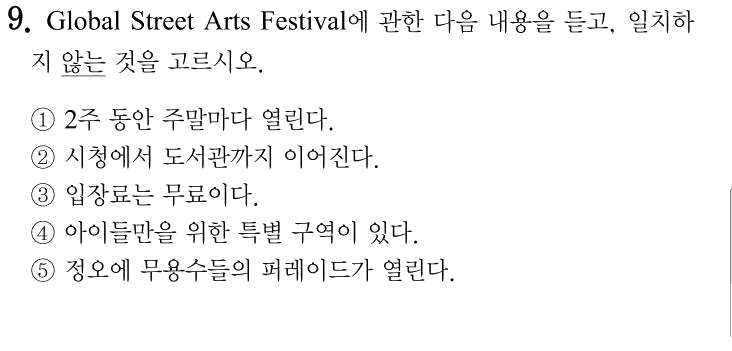 9. Global Street Arts Festival에 관한 다음 내용을 듣고, 일치하
지 않는 것을 고르시오.
① 2주 동안 주말마다 열린다.
② 시청에서 도서관까지 이어진다.
③ 입장료는 무료이다.
④ 아이들만을 위한 특별 구역이 있다.
⑤ 정오에 무용수들의 퍼레이드가 열린다.